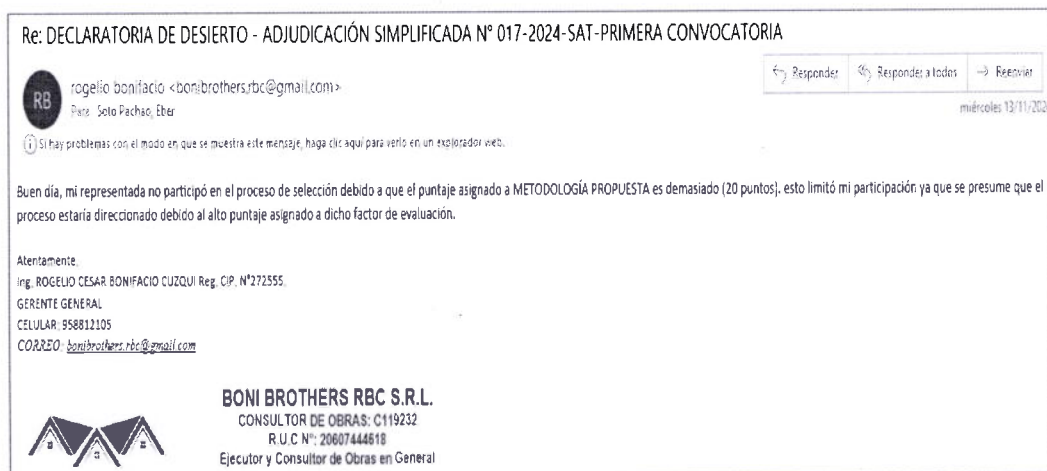 Re: DECLARATORIA DE DESIERTO - ADJUDICACIÓN SIMPLIFICADA N° 017-2024-SAT-PRIMERA CONVOCATORIA
RB
rogelio bonifacio <bonibrothers.rbc@gmail.com>
Para Soto Pachao, Eber
Responder
Responder a todos
Reenviar
miércoles 13/11/202
Si hay problemas con el modo en que se muestra este mensaje, haga clic aquí para verlo en un explorador web.
Buen día, mi representada no participó en el proceso de selección debido a que el puntaje asignado a METODOLOGÍA PROPUESTA es demasiado (20 puntos), esto limitó mi participación ya que se presume que el
proceso estaría direccionado debido al alto puntaje asignado a dicho factor de evaluación.
Atentamente,
Ing. ROGELIO CESAR BONIFACIO CUZQUI Reg. CIP. N°272555.
GERENTE GENERAL
CELULAR: 958812105
CORREO: bonibrothers.rbc@gmail.com
BONI BROTHERS RBC S.R.L.
CONSULTOR DE OBRAS: C119232
R.U.C N°: 20607444618
Ejecutor y Consultor de Obras en General